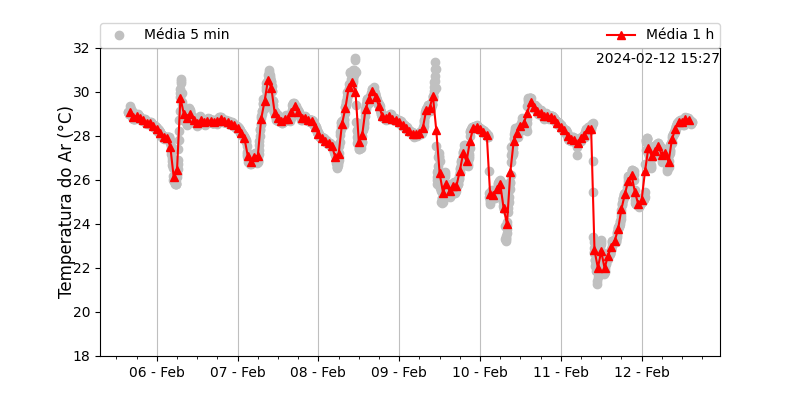 Média 5 min
Média 1 h
2024-02-12 15:27
Temperatura do Ar (°C)
32
30
28
26
24
22
20
18
06 - Feb
07 - Feb
08 - Feb
09 - Feb
10 - Feb
11 - Feb
12 - Feb